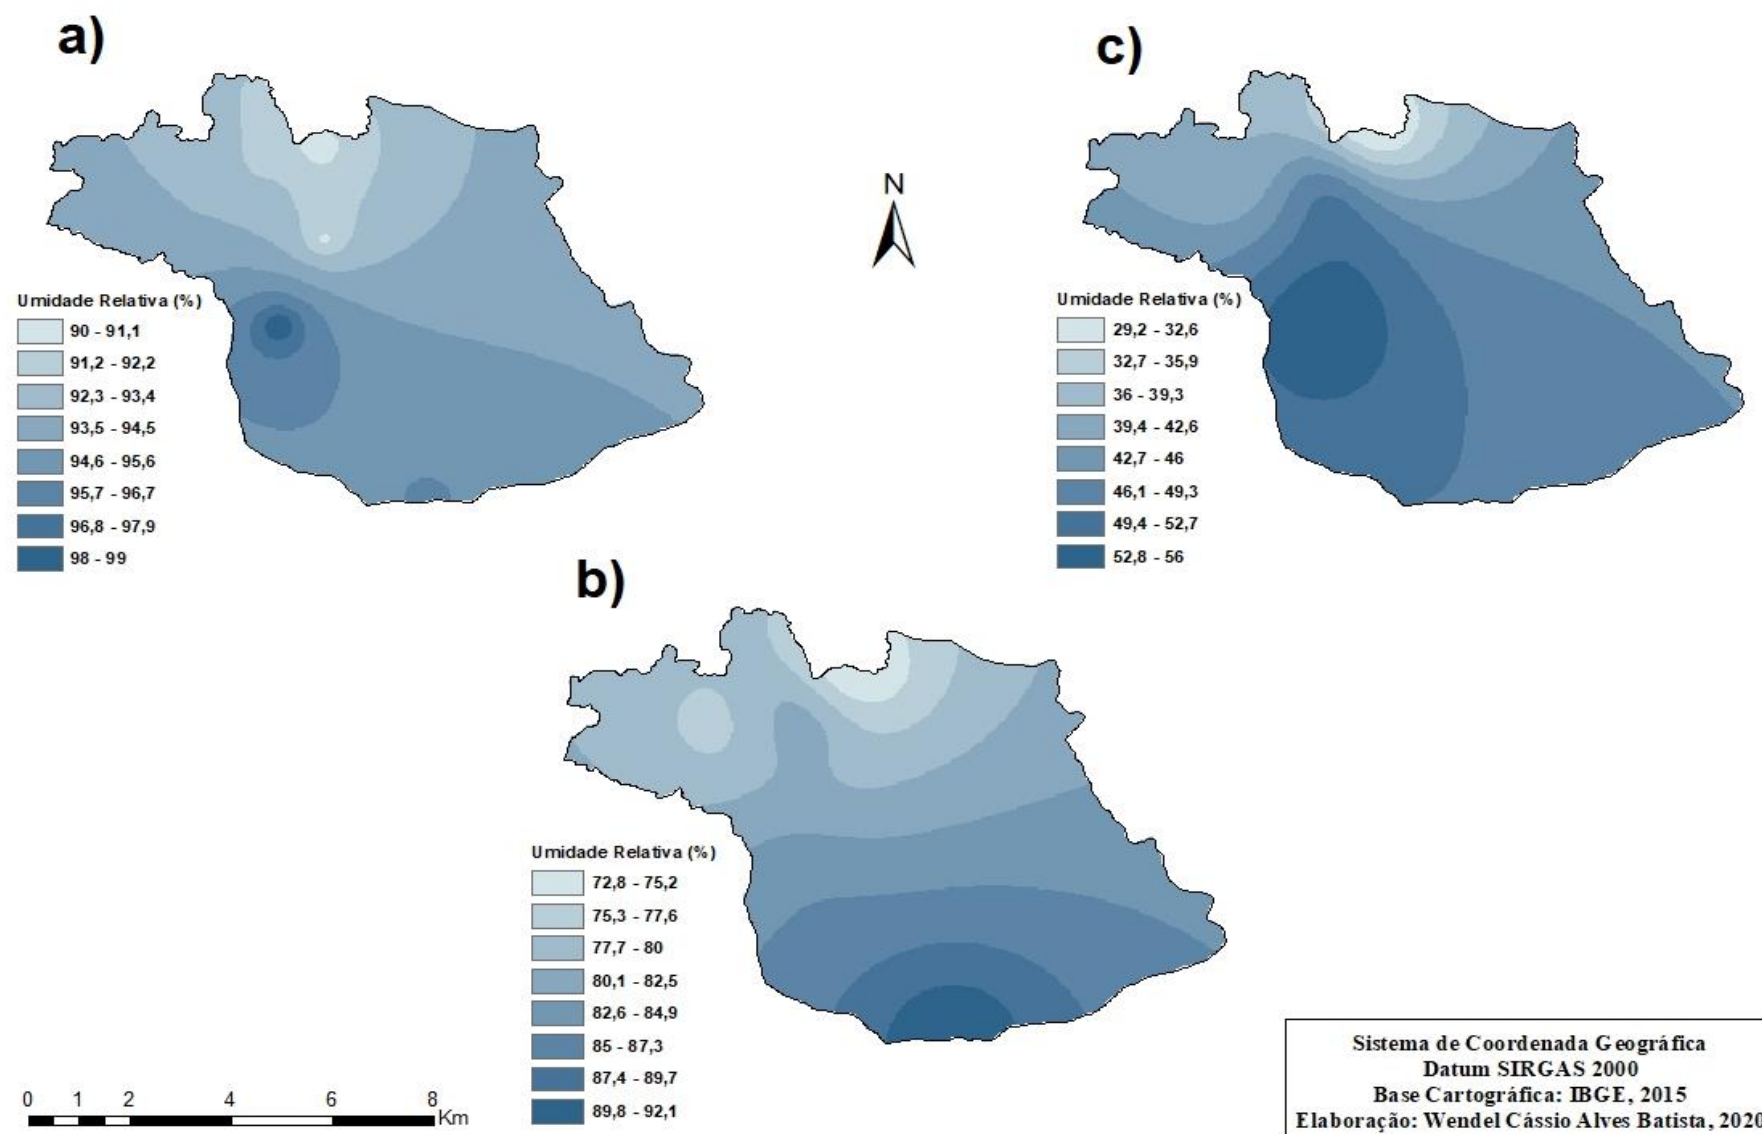 a)
Umidade Relativa (%)
90 - 91,1
91,2 - 92,2
92,3 - 93,4
93,5 - 94,5
94,6 - 95,6
95,7 - 96,7
96,8 - 97,9
98 - 99
N
c)
Umidade Relativa (%)
29,2 - 32,6
32,7 - 35,9
36 - 39,3
39,4 - 42,6
42,7 - 46
46,1 - 49,3
49,4 - 52,7
52,8 - 56
b)
Umidade Relativa (%)
72,8 - 75,2
75,3 - 77,6
77,7 - 80
80,1 - 82,5
82,6 - 84,9
85 - 87,3
87,4 - 89,7
89,8 - 92,1
0 1 2 4 6 8
Km
Sistema de Coordenada Geográfica
Datum SIRGAS 2000
Base Cartográfica: IBGE, 2015
Elaboração: Wendel Cássio Alves Batista, 2020